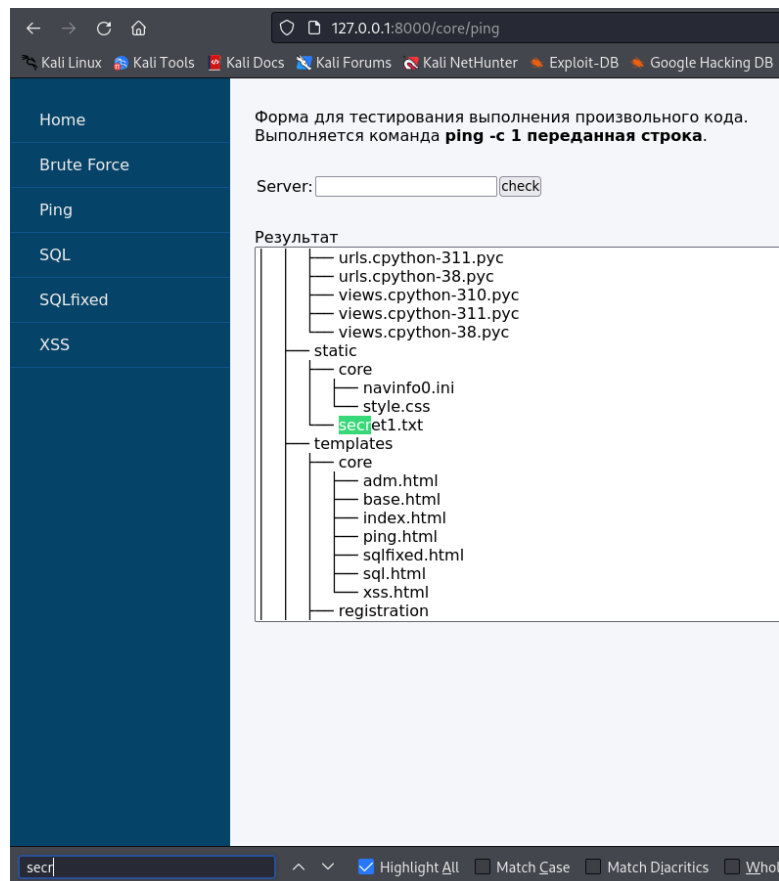 127.0.0.1:8000/core/ping
Kali Linux Kali Tools Kali Docs Kali Forums Kali NetHunter Exploit-DB Google Hacking DB
Home
Brute Force
Ping
SQL
SQLfixed
XSS
Форма для тестирования выполнения произвольного кода.
Выполняется команда ping -c 1 переданная строка.
Server: check
Результат
urls.cpython-311.pyc
urls.cpython-38.pyc
views.cpython-310.pyc
views.cpython-311.pyc
views.cpython-38.pyc
static
core
navinfo0.ini
style.css
secret1.txt
templates
core
adm.html
base.html
index.html
ping.html
sqlfixed.html
sql.html
xss.html
registration
secr Highlight All Match Case Match Diacritics